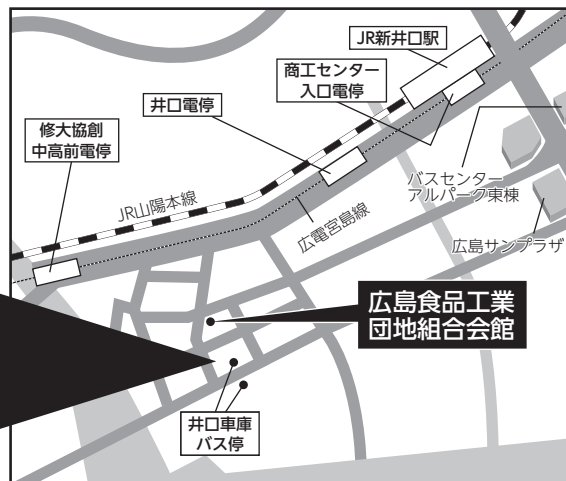 JR新井口駅
商工センター
入口電停
井口電停
修大協創
中高前電停
JR山陽本線
広電宮島線
バスセンター
アルパーク東棟
広島サンプラザ
広島食品工業
団地組合会館
井口車庫
バス停